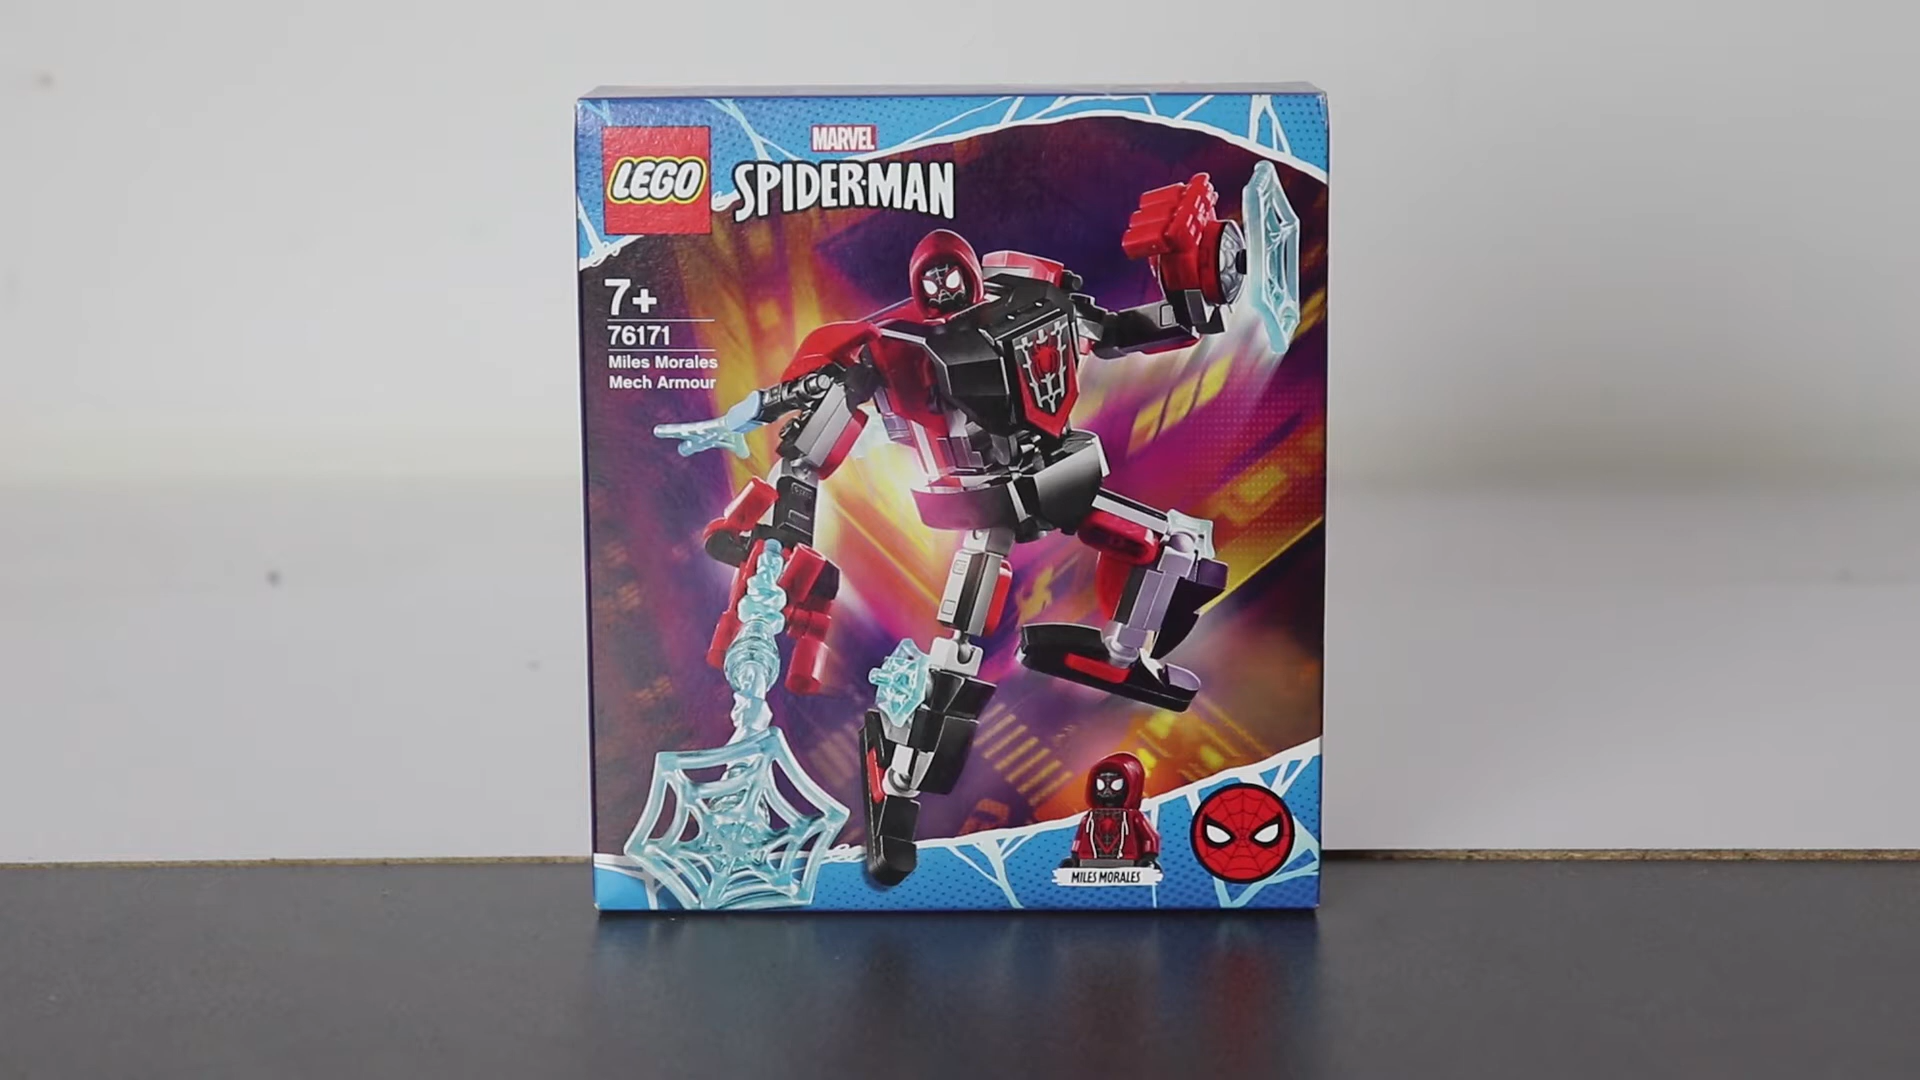 LEGO
MARVEL
SPIDER-MAN
7+
76171
Miles Morales
Mech Armour
MILES MORALES